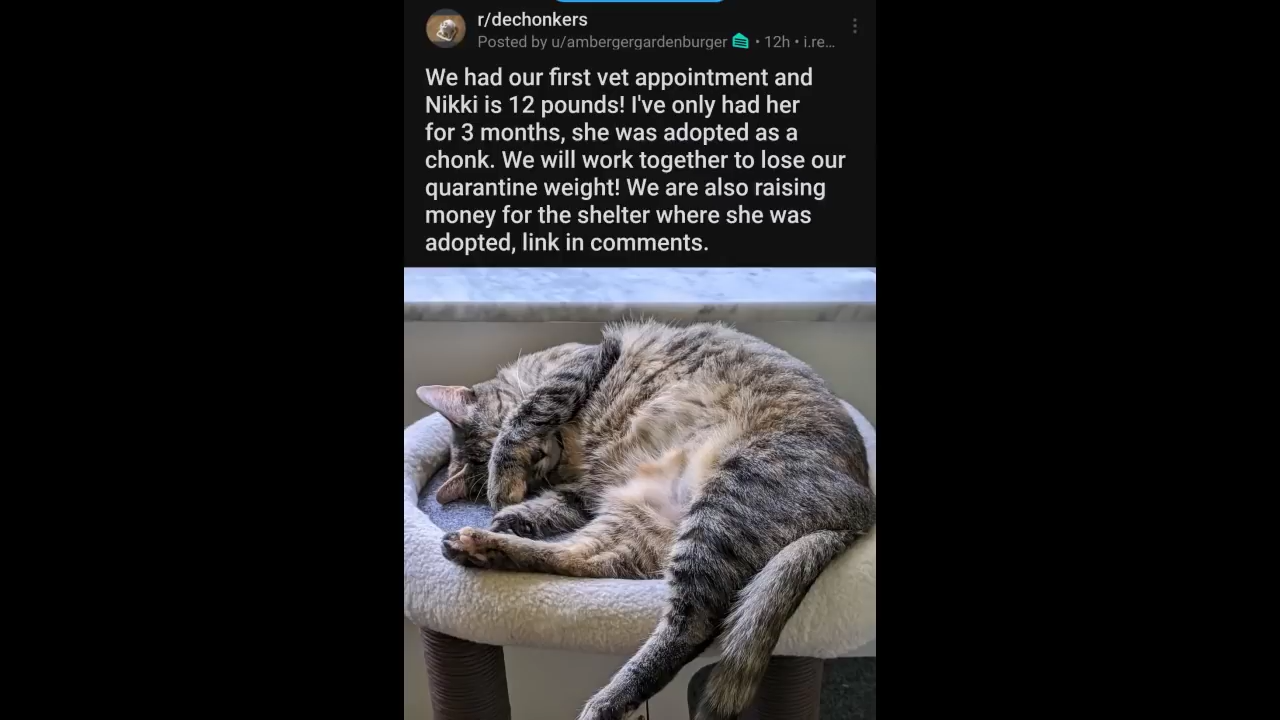 r/dechonkers
Posted by u/ambergergardenburger • 12h • i.re...
We had our first vet appointment and
Nikki is 12 pounds! I've only had her
for 3 months, she was adopted as a
chonk. We will work together to lose our
quarantine weight! We are also raising
money for the shelter where she was
adopted, link in comments.